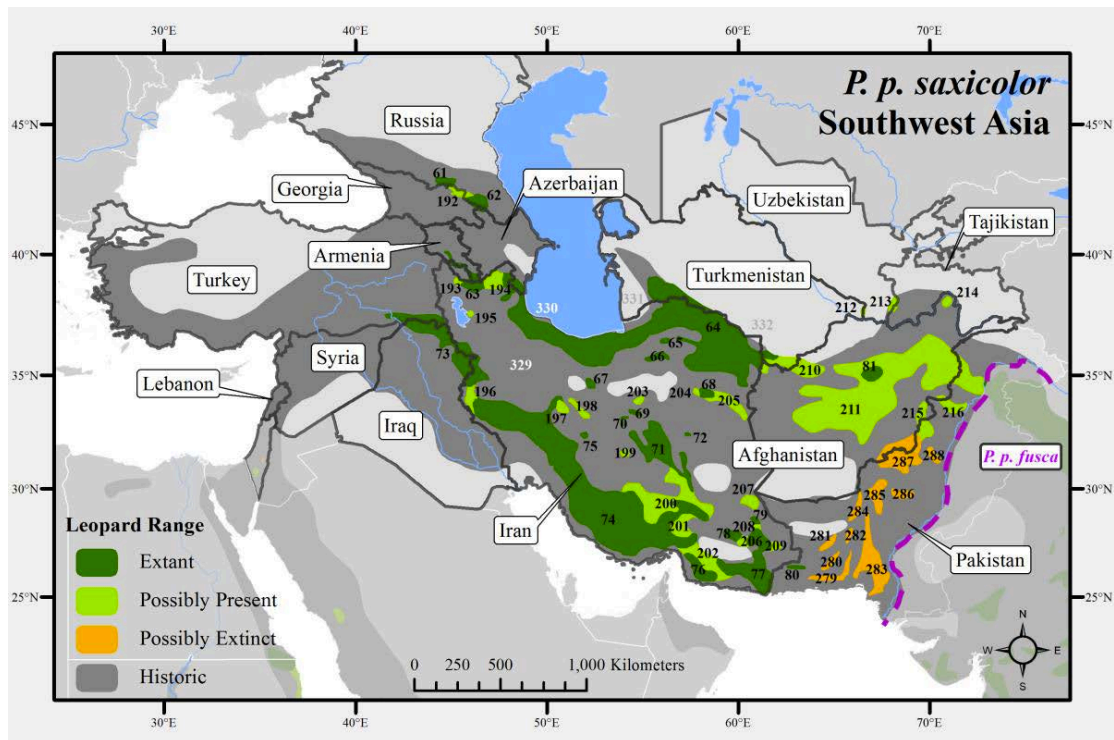 30°E 40°E 50°E 60°E 70°E
P. p. saxicolor
Southwest Asia
45°N 45°N
Russia
Georgia
61
192 62
Azerbaijan
Uzbekistan
Tajikistan
40°N 40°N
Armenia
Turkey
Turkmenistan
193 63 194
330 331
212 213 214
195
64 332
73 329
65
66
Syria
35°N 35°N
Lebanon
196
67 203 204 68 205
210 81
211
215 216
Iraq
197 198 69
70
75 199 71 72
Afghanistan
287 288
P. p. fusca
30°N 30°N
Iran
74
200 201
207
79
78 208
206 209
202
76 77
80
281
284 285 286
282
280
279 283
Pakistan
25°N 25°N
Leopard Range
Extant
Possibly Present
Possibly Extinct
Historic
0 250 500 1,000 Kilometers
N
W E
S
30°E 40°E 50°E 60°E 70°E